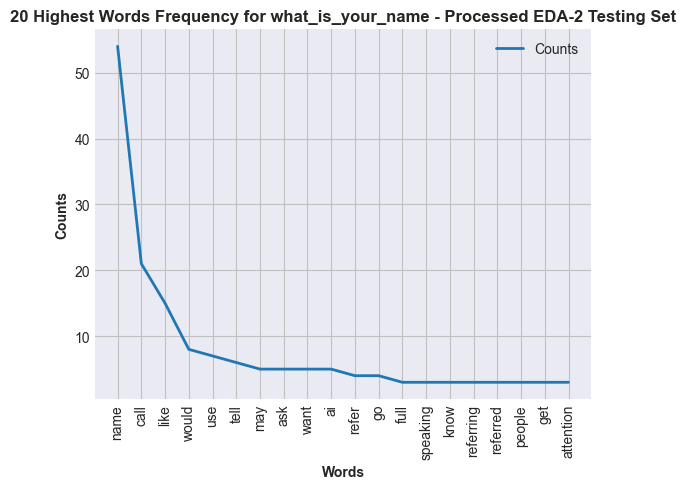 20 Highest Words Frequency for what_is_your_name - Processed EDA-2 Testing Set
Counts
50
40
30
20
10
Counts
name
call
like
would
use
tell
may
ask
want
ai
refer
go
full
speaking
know
referring
referred
people
get
attention
Words